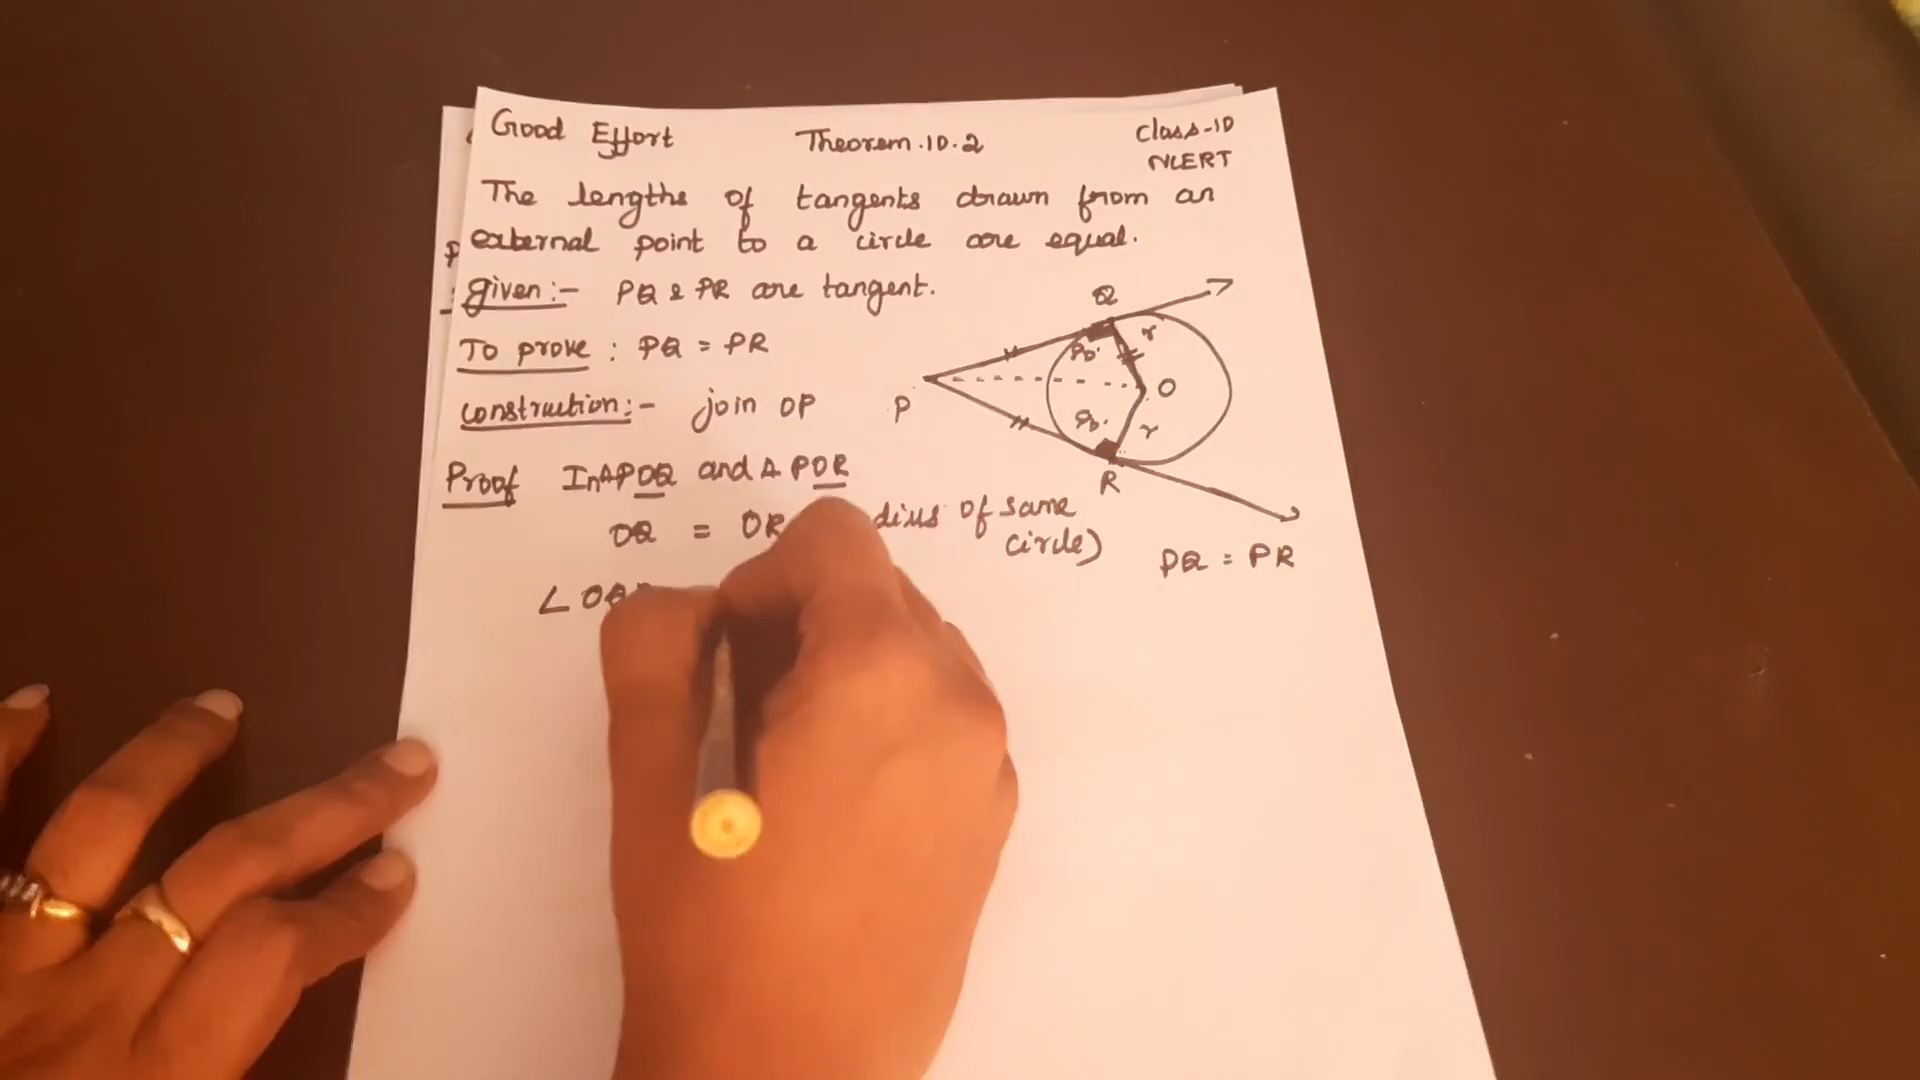 Good Effort Theorem.10.2 Class-10
NCERT
The lengths of tangents drawn from an
external point to a circle are equal.
given:- PQ & PR are tangent.
To prove : PQ = PR
construction:- join OP
Proof In ΔPOQ and Δ POR
OQ = OR of same
circle)
∠
PQ = PR
Q
r
90°
P
O
90°
r
R